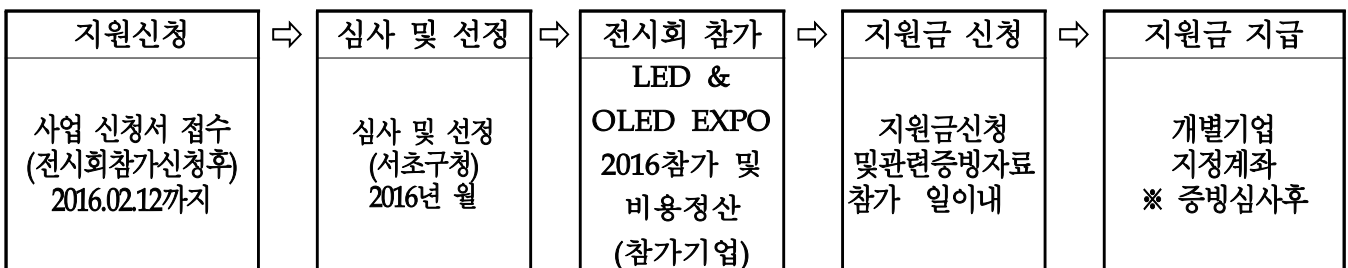 지원신청
⇨
심사 및 선정
⇨
전시회 참가
⇨
지원금 신청
⇨
지원금 지급
사업 신청서 접수
(전시회참가신청후)
2016.02.12까지
심사 및 선정
(서초구청)
2016년 월
LED &
OLED EXPO
2016참가 및
비용정산
(참가기업)
지원금신청
및관련증빙자료
참가 일이내
개별기업
지정계좌
※ 증빙심사후